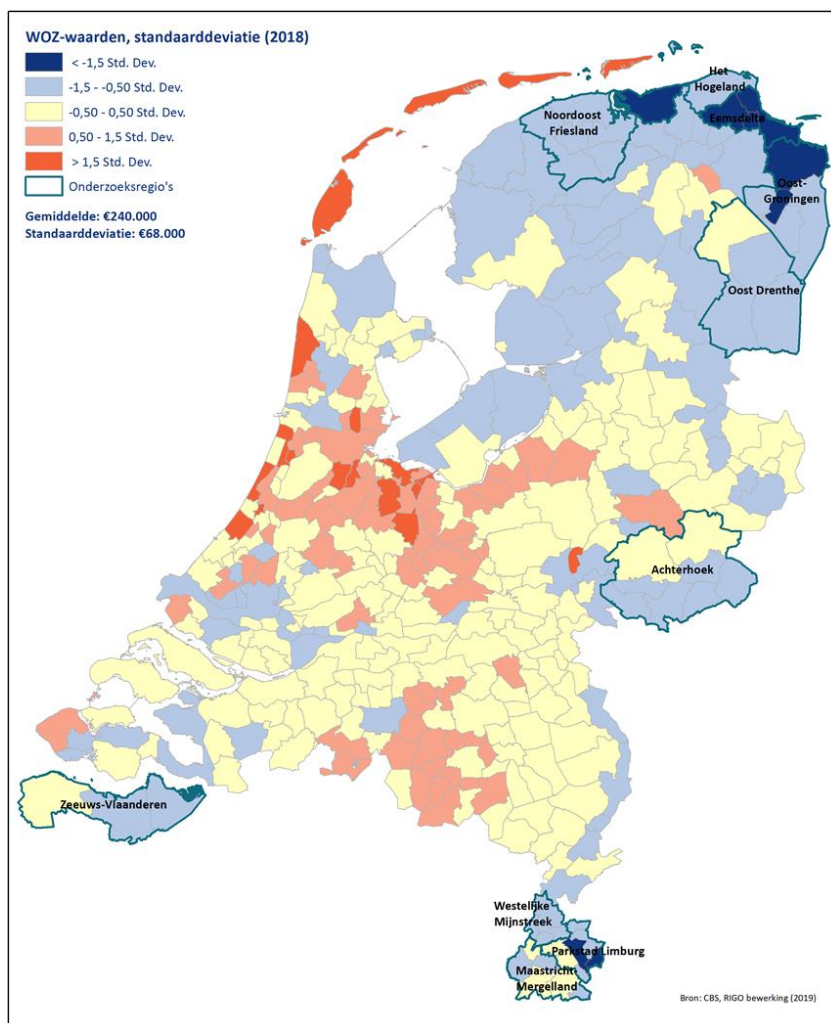 WOZ-waarden, standaarddeviatie (2018)
< -1,5 Std. Dev.
-1,5 - -0,50 Std. Dev.
-0,50 - 0,50 Std. Dev.
0,50 - 1,5 Std. Dev.
> 1,5 Std. Dev.
Onderzoeksregio's
Gemiddelde: €240.000
Standaarddeviatie: €68.000
Het
Hogeland
Noordoost
Friesland
Eemsdelta
Oost-
Groningen
Oost Drenthe
Achterhoek
Zeeuws-Vlaanderen
Westelijke
Mijnstreek
Parkstad Limburg
Maastricht-
Mergelland
Bron: CBS, RIGO bewerking (2019)